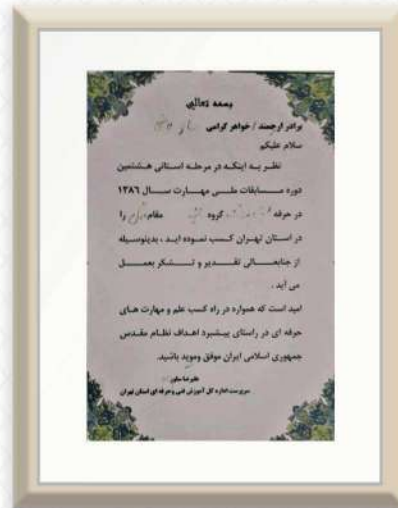 بسمه تعالی
برادر ارجمند / خواهر گرامی
سلام علیکم
نظر به اینکه در مرحله استانی هشتمین
دوره مسابقات ملی مهارت سال ۱۳۸۶
در حرفه گروه مقام را
در استان تهران کسب نموده اید ، بدینوسیله
از جنابعالی تقدیر و تشکر بعمل
می آید .
امید است که همواره در راه کسب علم و مهارت های
حرفه ای در راستای پیشبرد اهداف نظام مقدس
جمهوری اسلامی ایران موفق وموید باشید.
سرپرست اداره کل آموزش فنی و حرفه ای استان تهران